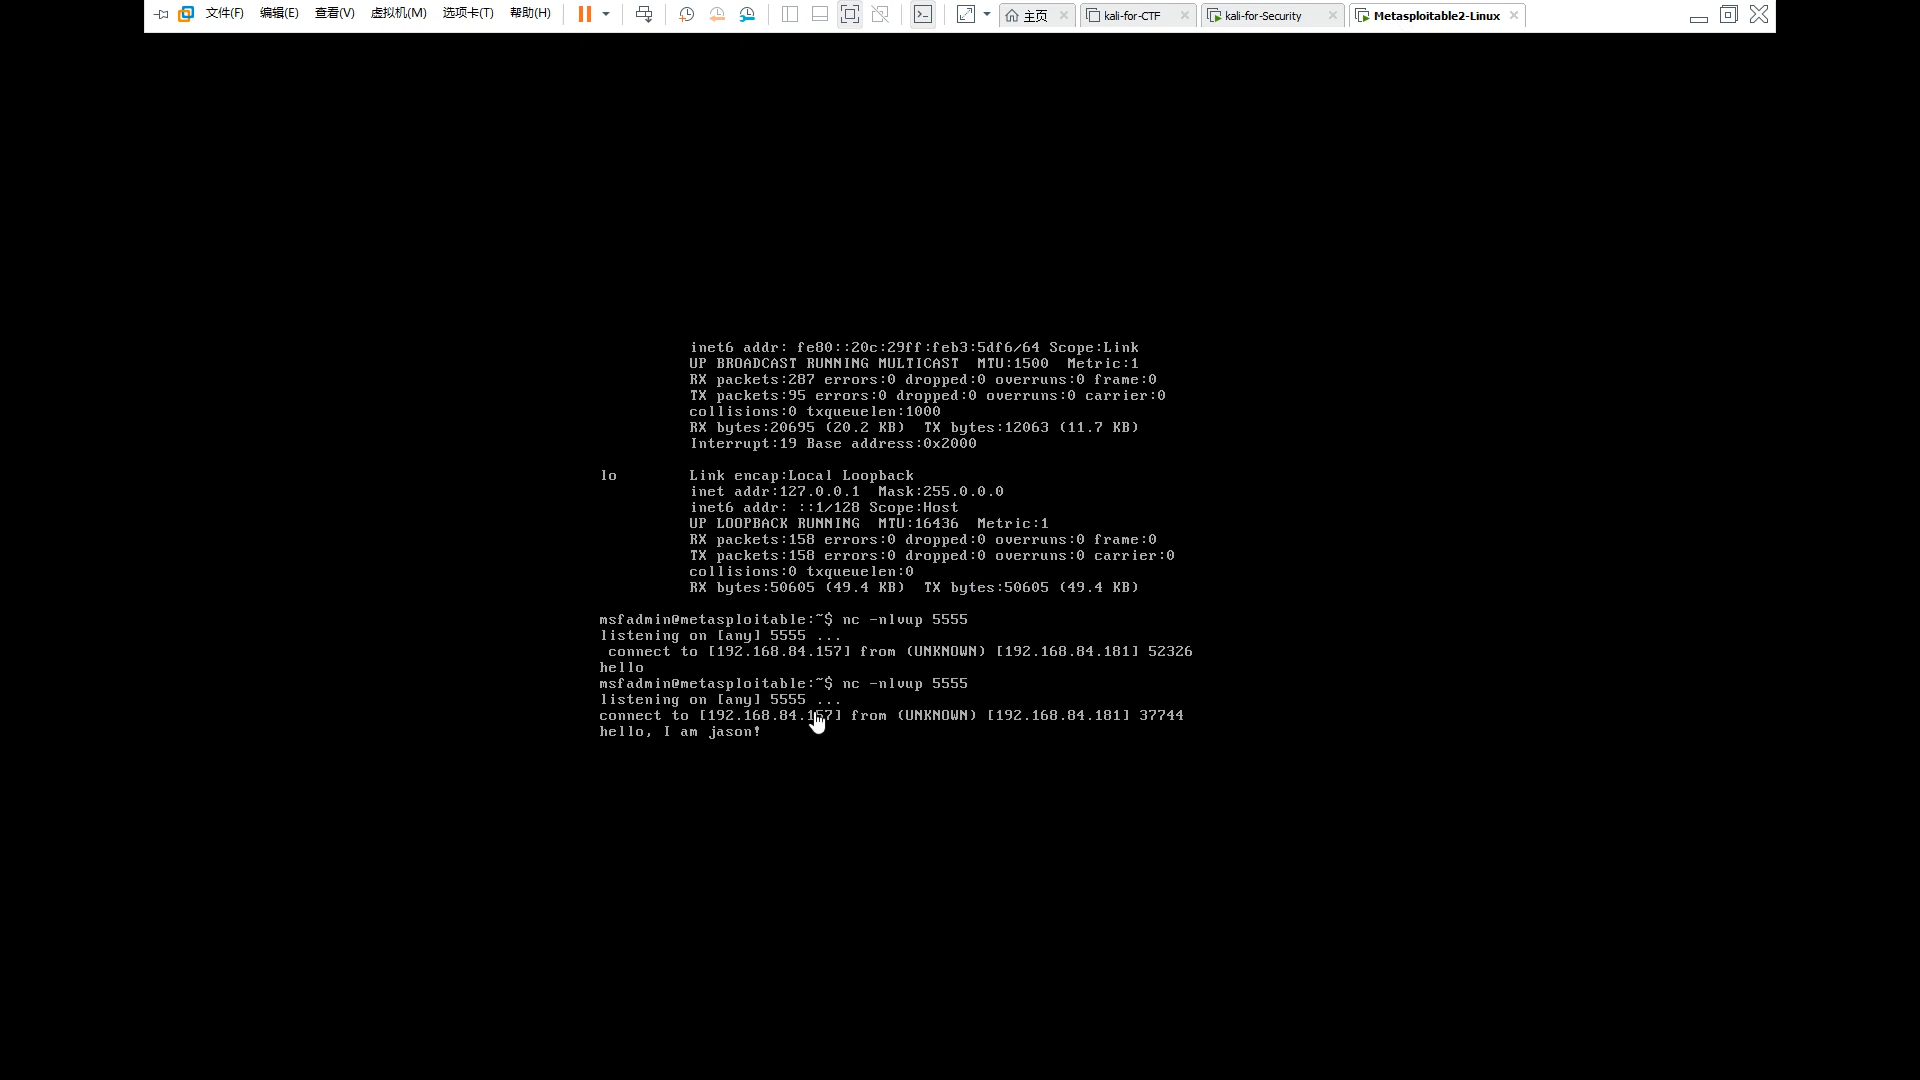 文件(F) 编辑(E) 查看(V) 虚拟机(M) 选项卡(T) 帮助(H) 主页 kali-for-CTF kali-for-Security Metasploitable2-Linux
inet6 addr: fe80::20c:29ff:feb3:5df6/64 Scope:Link
UP BROADCAST RUNNING MULTICAST  MTU:1500  Metric:1
RX packets:287 errors:0 dropped:0 overruns:0 frame:0
TX packets:95 errors:0 dropped:0 overruns:0 carrier:0
collisions:0 txqueuelen:1000
RX bytes:20695 (20.2 KB)  TX bytes:12063 (11.7 KB)
Interrupt:19 Base address:0x2000
lo        Link encap:Local Loopback
inet addr:127.0.0.1  Mask:255.0.0.0
inet6 addr: ::1/128 Scope:Host
UP LOOPBACK RUNNING  MTU:16436  Metric:1
RX packets:158 errors:0 dropped:0 overruns:0 frame:0
TX packets:158 errors:0 dropped:0 overruns:0 carrier:0
collisions:0 txqueuelen:0
RX bytes:50605 (49.4 KB)  TX bytes:50605 (49.4 KB)
msfadmin@metasploitable:~$ nc -nlvup 5555
listening on [any] 5555 ...
connect to [192.168.84.157] from (UNKNOWN) [192.168.84.181] 52326
hello
msfadmin@metasploitable:~$ nc -nlvup 5555
listening on [any] 5555 ...
connect to [192.168.84.157] from (UNKNOWN) [192.168.84.181] 37744
hello, I am jason!